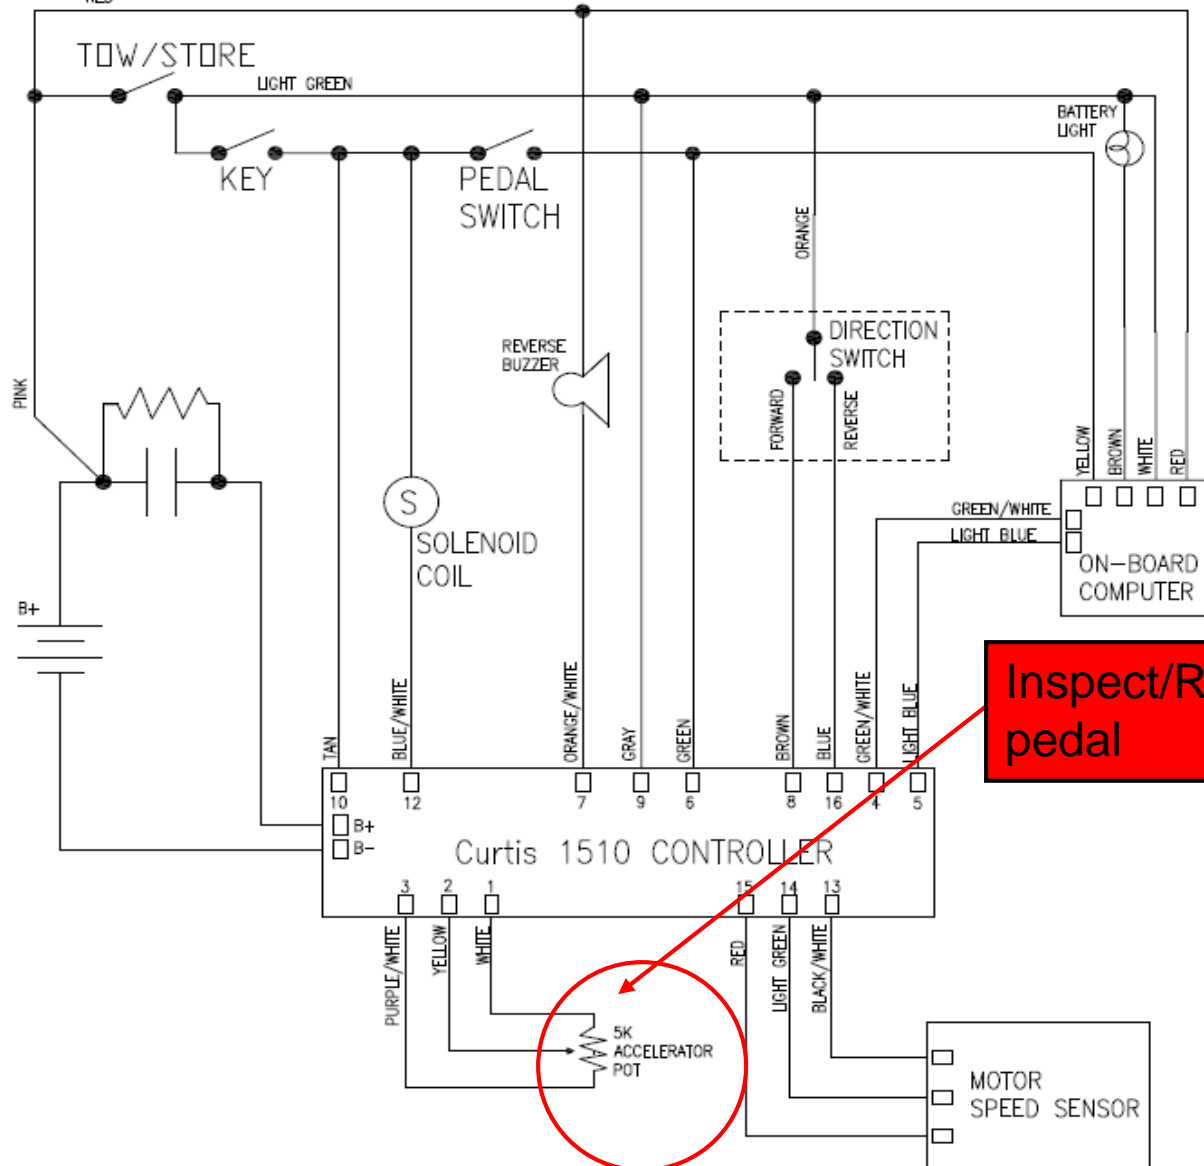 TOW/STORE
LIGHT GREEN
BATTERY
LIGHT
KEY
PEDAL
SWITCH
ORANGE
DIRECTION
SWITCH
REVERSE
BUZZER
FORWARD
REVERSE
PINK
YELLOW
BROWN
WHITE
RED
GREEN/WHITE
LIGHT BLUE
ON-BOARD
COMPUTER
S
SOLENOID
COIL
B+
Inspect/R
pedal
TAN
BLUE/WHITE
ORANGE/WHITE
GRAY
GREEN
BROWN
BLUE
GREEN/WHITE
LIGHT BLUE
10
12
7
9
6
8
16
4
5
B+
B-
Curtis 1510 CONTROLLER
3
2
1
15
14
13
PURPLE/WHITE
YELLOW
WHITE
RED
LIGHT GREEN
BLACK/WHITE
5K
ACCELERATOR
POT
MOTOR
SPEED SENSOR